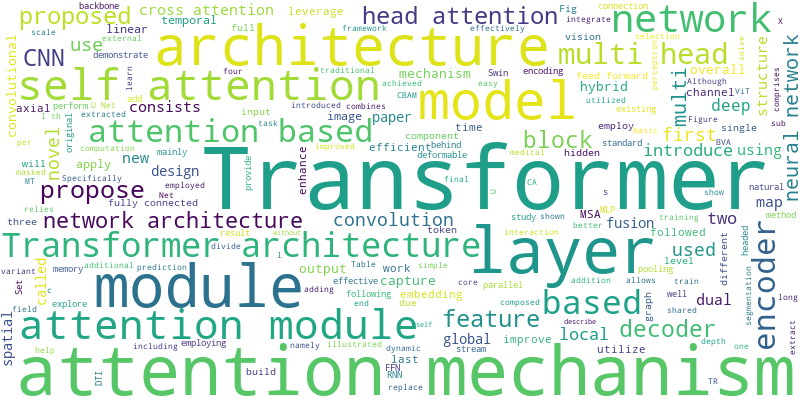 backbone
cross attention
leverage
Fig
connection
selection
x
proposed
head attention
integrate
network
scale
external
temporal
linear
full
framework
effectively
demonstrate
CNN
use
architecture
vision
multi head
solve
perceptron
structure
convolutional
learn
four
traditional
achieved
easy
mechanism
Swin
encoding
feed forward
overall
Although
self attention
model
multi
add
introduced
combines
CBAM
utilized
existing
hybrid
channel
ViT
comprises
axial
perform
U Net
task
image
paper
deep
neural network
extracted
l th
original
consists
input
component
time
employ
single
Figure
sub
per
novel
attention based
computation
block
first
basic
new
mainly
efficient
behind
deformable
hidden
standard
BVA
masked
will
apply
enhance
introduce
using
MT
Specifically
design
improved
medical
natural
relies
employed
provide
Transformer
final
CA
show
propose
Net
u
s
map
three
fully connected
study
shown
MLP
training
method
network architecture
convolution
better
MSA
fusion
two
result
without
token
interaction
followed
Transformer architecture
divide
l
layer
used
level
variant
memory
additional
prediction
output
Table
work
simple
core
pooling
different
headed
segmentation
encoder
called
Set
c
module
effective
capture
parallel
based
addition
allows
train
well
long
explore
adding
following
embedding
graph
dual
field
end
due
composed
shared
attention module
feature
describe
decoder
extract
spatial
namely
illustrated
self
global
local
depth
one
help
including
employing
dynamic
last
stream
improve
utilize
DTI
build
FFN
RNN
replace
TR
attention mechanism